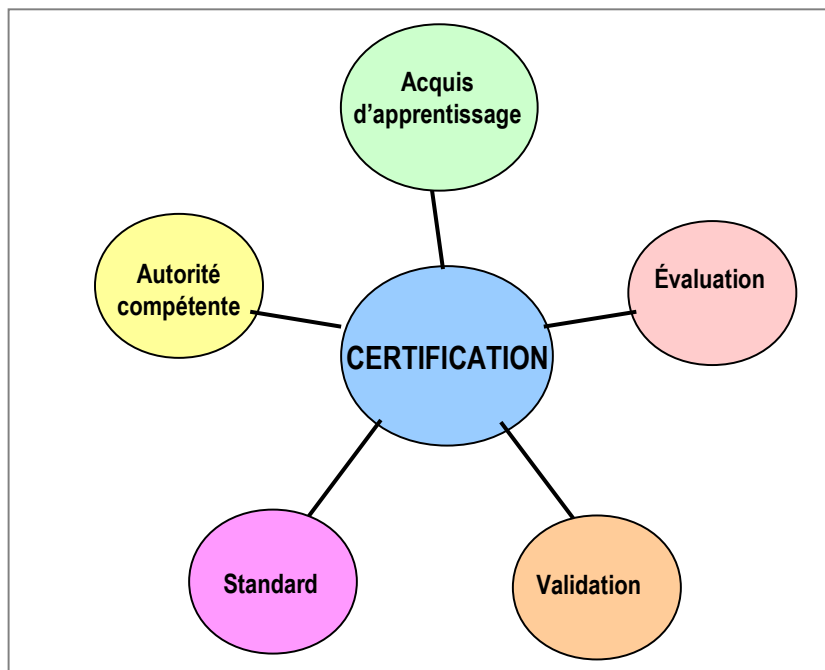 Acquis
d'apprentissage
Autorité
compétente
Évaluation
CERTIFICATION
Standard
Validation